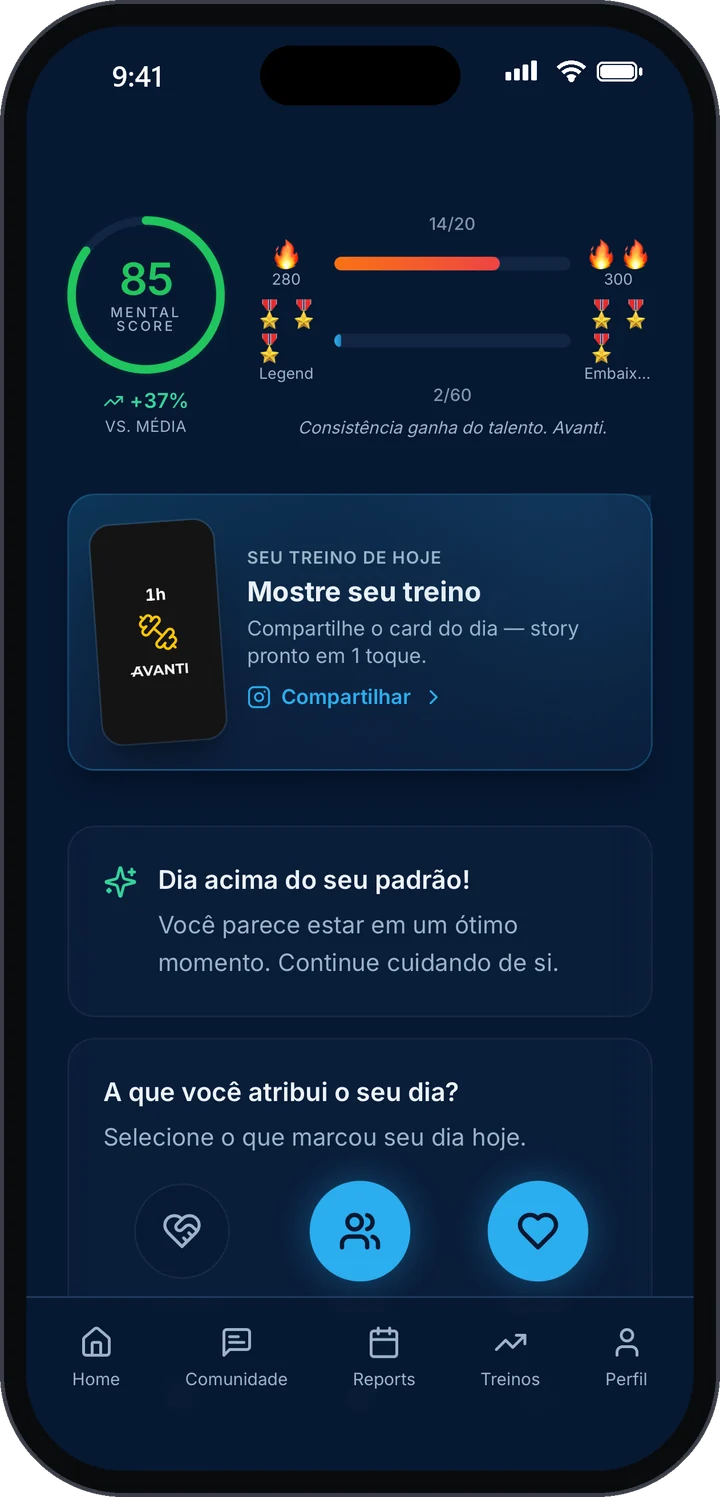 9:41
85
MENTAL
SCORE
+37%
VS. MÉDIA
14/20
280
300
Legend
Embaix...
2/60
Consistência ganha do talento. Avanti.
1h
AVANTI
SEU TREINO DE HOJE
Mostre seu treino
Compartilhe o card do dia — story
pronto em 1 toque.
Compartilhar
Dia acima do seu padrão!
Você parece estar em um ótimo
momento. Continue cuidando de si.
A que você atribui o seu dia?
Selecione o que marcou seu dia hoje.
Home
Comunidade
Reports
Treinos
Perfil